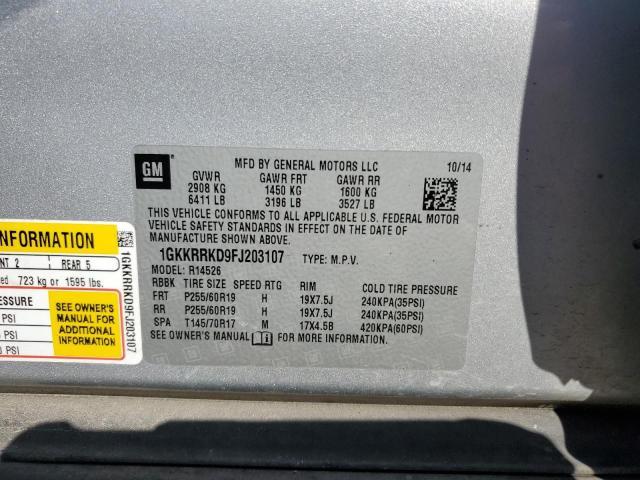 GM
MFD BY GENERAL MOTORS LLC 10/14
GVWR GAWR FRT GAWR RR
2908 KG 1450 KG 1600 KG
6411 LB 3196 LB 3527 LB
THIS VEHICLE CONFORMS TO ALL APPLICABLE U.S. FEDERAL MOTOR
VEHICLE SAFETY STANDARDS IN EFFECT ON THE DATE OF
MANUFACTURE SHOWN ABOVE.
1GKKRRKD9FJ203107 TYPE: M.P.V.
MODEL: R14526
RBBK TIRE SIZE SPEED RTG RIM COLD TIRE PRESSURE
FRT P255/60R19 H 19X7.5J 240KPA(35PSI)
RR P255/60R19 H 19X7.5J 240KPA(35PSI)
SPA T145/70R17 M 17X4.5B 420KPA(60PSI)
SEE OWNER'S MANUAL FOR MORE INFORMATION
INFORMATION
2 REAR 5
723 kg or 1595 lbs.
PSI
PSI
PSI
SEE OWNER'S
MANUAL FOR
ADDITIONAL
INFORMATION
1GKKRRKD9FJ203107